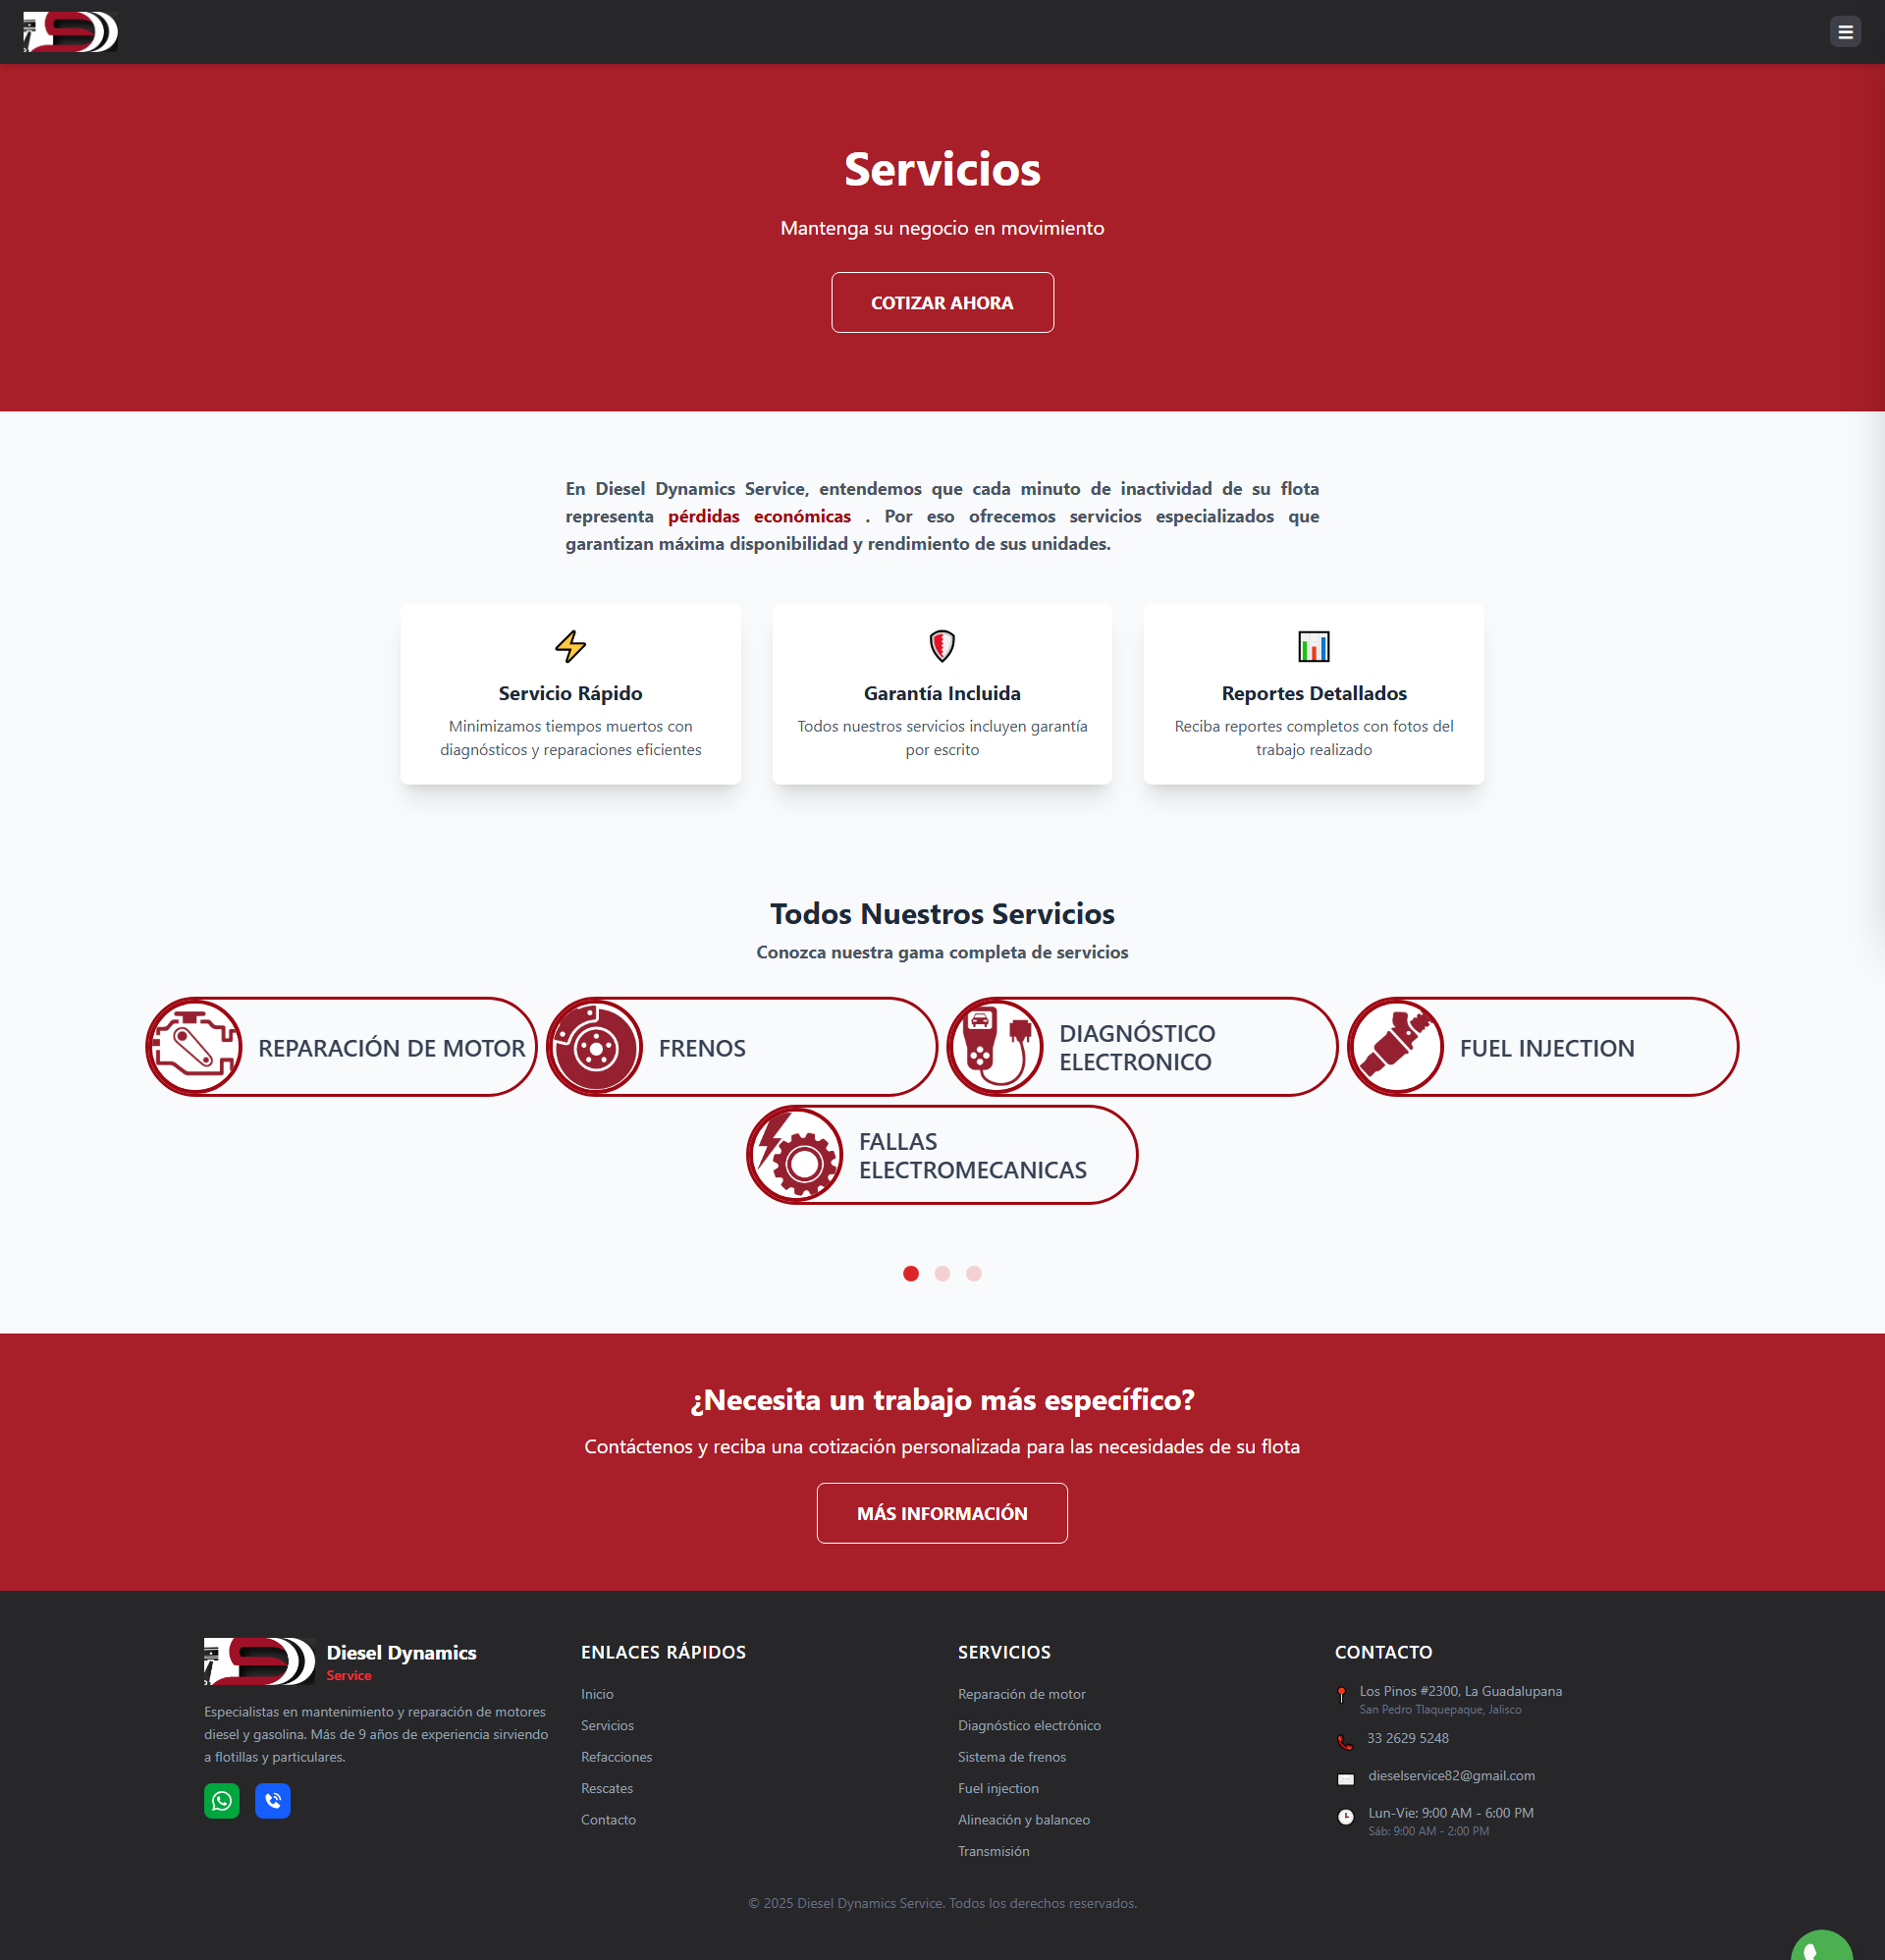 Servicios
Mantenga su negocio en movimiento
COTIZAR AHORA
En Diesel Dynamics Service, entendemos que cada minuto de inactividad de su flota
representa pérdidas económicas . Por eso ofrecemos servicios especializados que
garantizan máxima disponibilidad y rendimiento de sus unidades.
Servicio Rápido
Minimizamos tiempos muertos con
diagnósticos y reparaciones eficientes
Garantía Incluida
Todos nuestros servicios incluyen garantía
por escrito
Reportes Detallados
Reciba reportes completos con fotos del
trabajo realizado
Todos Nuestros Servicios
Conozca nuestra gama completa de servicios
REPARACIÓN DE MOTOR
FRENOS
DIAGNÓSTICO
ELECTRONICO
FUEL INJECTION
FALLAS
ELECTROMECANICAS
¿Necesita un trabajo más específico?
Contáctenos y reciba una cotización personalizada para las necesidades de su flota
MÁS INFORMACIÓN
Diesel Dynamics
Service
Especialistas en mantenimiento y reparación de motores
diesel y gasolina. Más de 9 años de experiencia sirviendo
a flotillas y particulares.
ENLACES RÁPIDOS
Inicio
Servicios
Refacciones
Rescates
Contacto
SERVICIOS
Reparación de motor
Diagnóstico electrónico
Sistema de frenos
Fuel injection
Alineación y balanceo
Transmisión
CONTACTO
Los Pinos #2300, La Guadalupana
San Pedro Tlaquepaque, Jalisco
33 2629 5248
dieselservice82@gmail.com
Lun-Vie: 9:00 AM - 6:00 PM
Sáb: 9:00 AM - 2:00 PM
© 2025 Diesel Dynamics Service. Todos los derechos reservados.